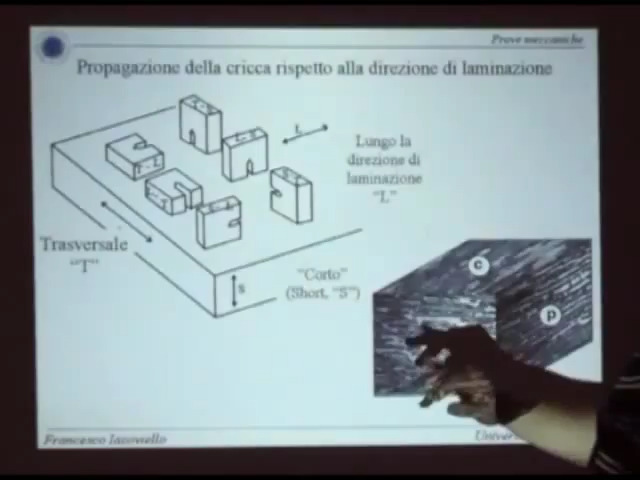 Prove meccaniche
Propagazione della cricca rispetto alla direzione di laminazione
L
Lungo la
direzione di
laminazione
"L"
T - L
Trasversale
"T"
S
"Corto"
(Short, "S")
c
p
Francesco Iacoviello